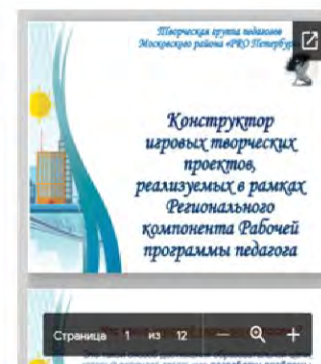 Творческая группа педагогов
Московского района «PRO Петербург
Конструктор
игровых творческих
проектов,
реализуемых в рамках
Регионального
компонента Рабочей
программы педагога
Страница 1 из 12